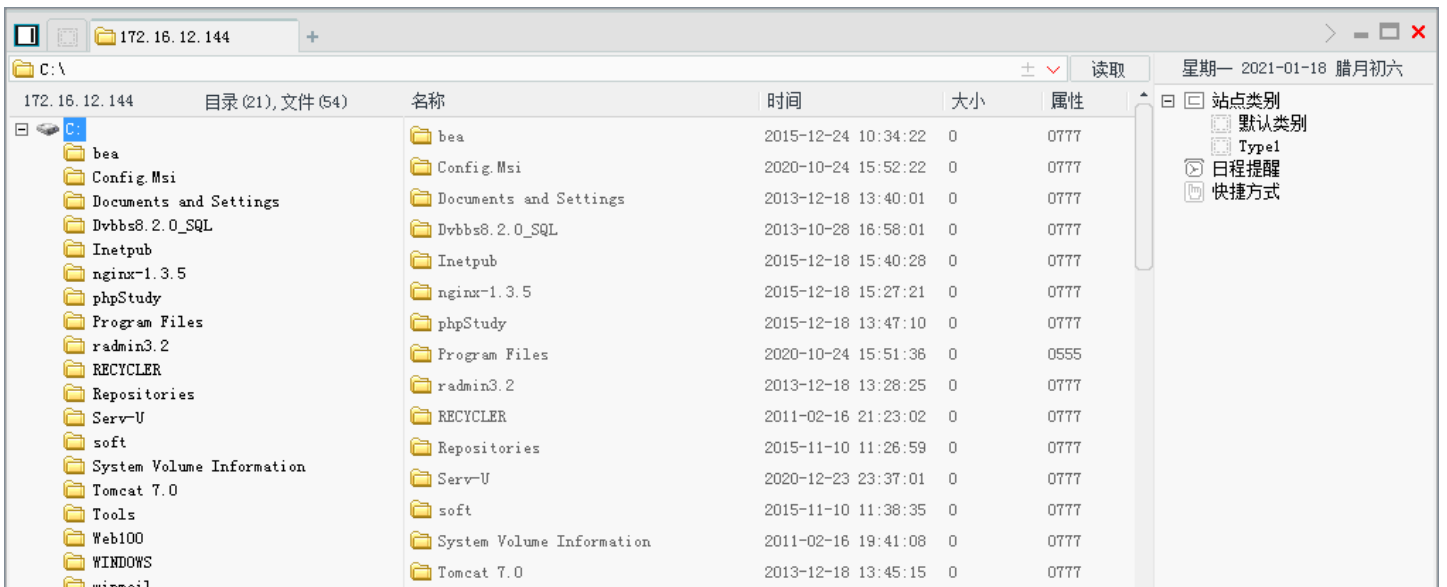 172.16.12.144 +
C:\ 读取 星期一 2021-01-18 腊月初六
172.16.12.144 目录(21),文件(54) 名称 时间 大小 属性 站点类别
C:
默认类别
Type1
日程提醒
快捷方式
bea
Config.Msi
Documents and Settings
Dvbbs8.2.0_SQL
Inetpub
nginx-1.3.5
phpStudy
Program Files
radmin3.2
RECYCLER
Repositories
Serv-U
soft
System Volume Information
Tomcat 7.0
Tools
Web100
WINDOWS
bea 2015-12-24 10:34:22 0 0777
Config.Msi 2020-10-24 15:52:22 0 0777
Documents and Settings 2013-12-18 13:40:01 0 0777
Dvbbs8.2.0_SQL 2013-10-28 16:58:01 0 0777
Inetpub 2015-12-18 15:40:28 0 0777
nginx-1.3.5 2015-12-18 15:27:21 0 0777
phpStudy 2015-12-18 13:47:10 0 0777
Program Files 2020-10-24 15:51:36 0 0555
radmin3.2 2013-12-18 13:28:25 0 0777
RECYCLER 2011-02-16 21:23:02 0 0777
Repositories 2015-11-10 11:26:59 0 0777
Serv-U 2020-12-23 23:37:01 0 0777
soft 2015-11-10 11:38:35 0 0777
System Volume Information 2011-02-16 19:41:08 0 0777
Tomcat 7.0 2013-12-18 13:45:15 0 0777